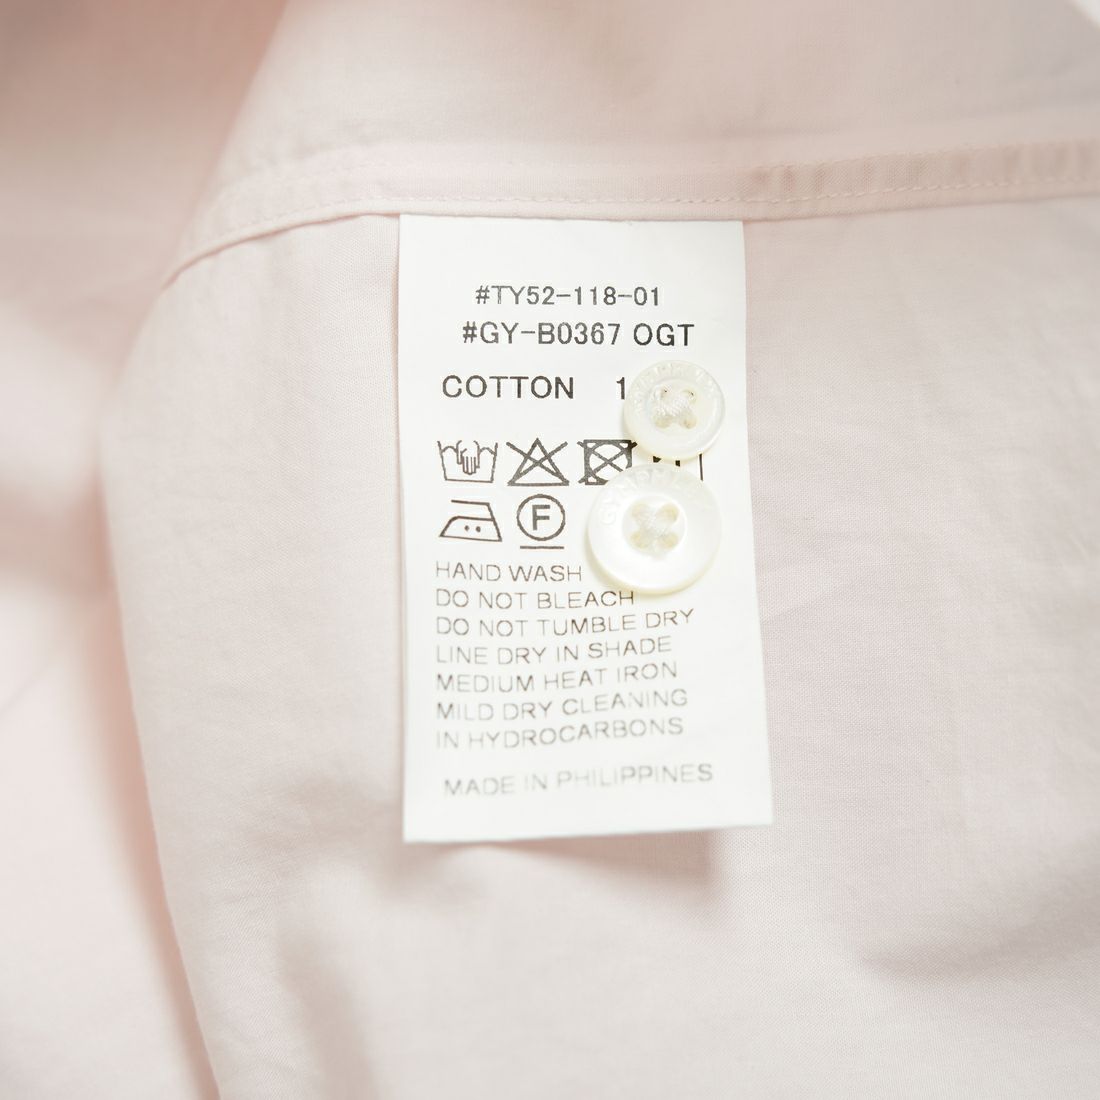 #TY52-118-01
#GY-B0367 OGT
COTTON 1
F
HAND WASH
DO NOT BLEACH
DO NOT TUMBLE DRY
LINE DRY IN SHADE
MEDIUM HEAT IRON
MILD DRY CLEANING
IN HYDROCARBONS
MADE IN PHILIPPINES